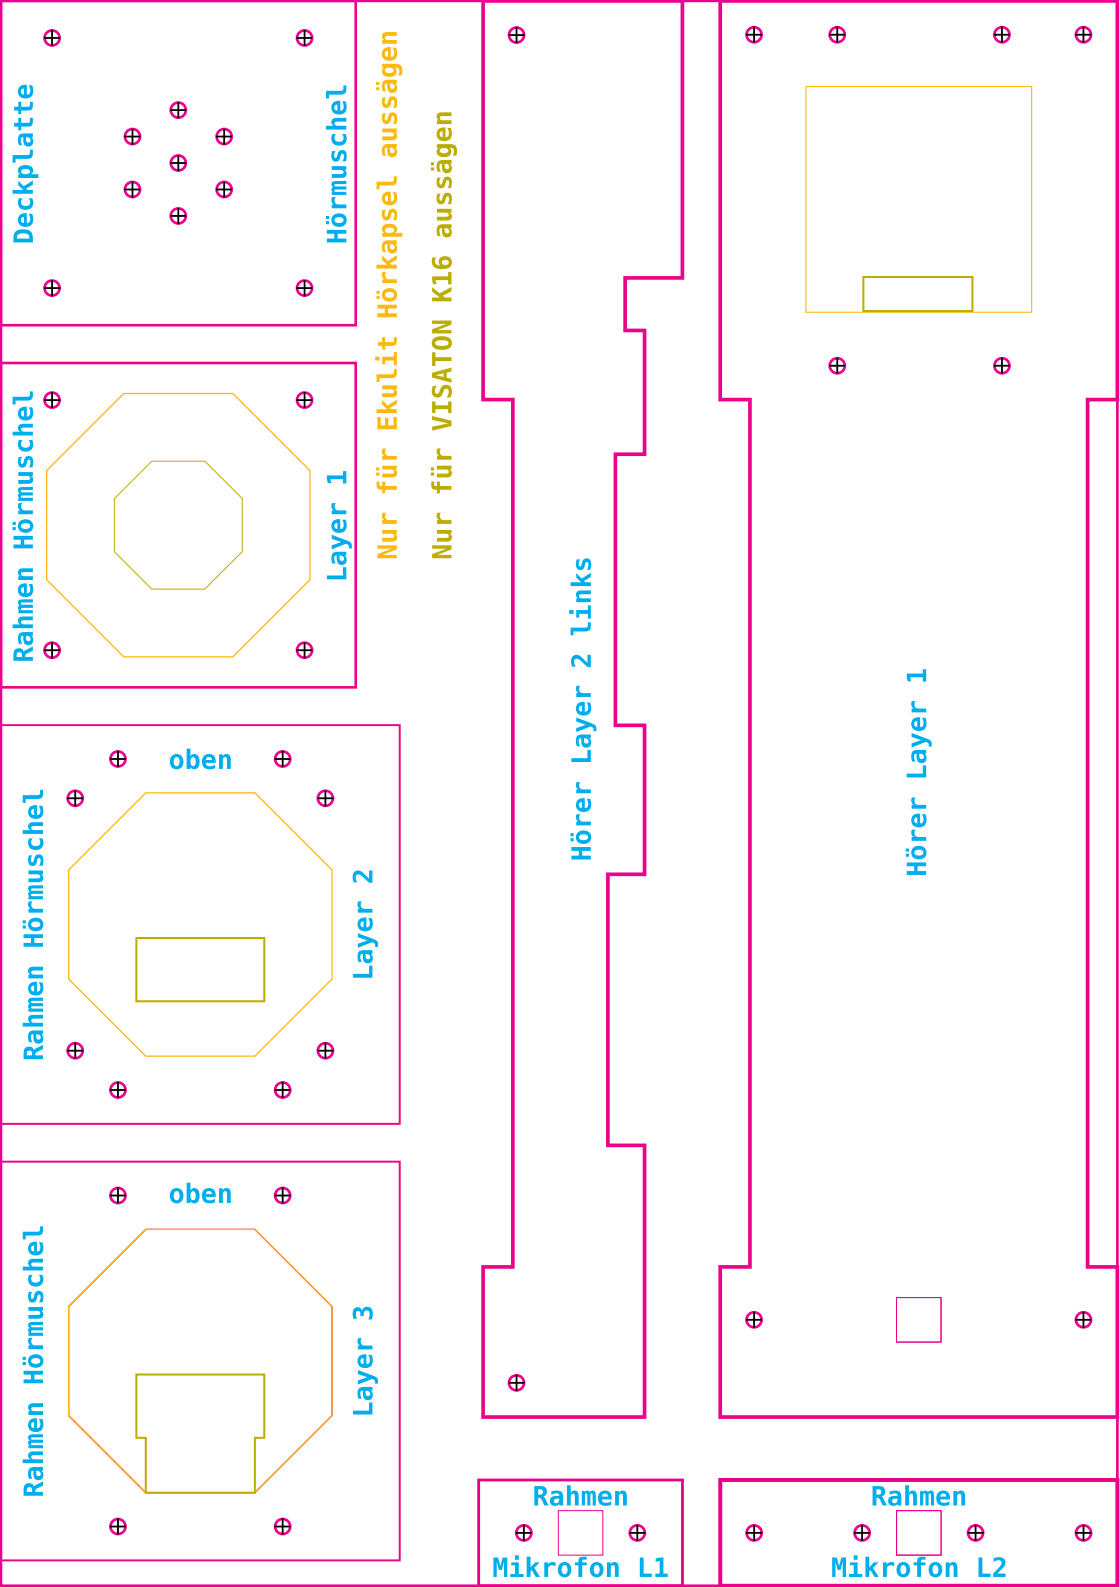 Deckplatte
Hörmuschel
Nur für Ekulit Hörkapsel aussägen
Nur für VISATON K16 aussägen
Rahmen Hörmuschel
Layer 1
oben
Rahmen Hörmuschel
Layer 2
oben
Rahmen Hörmuschel
Layer 3
Hörer Layer 2 links
Hörer Layer 1
Rahmen
Mikrofon L1
Rahmen
Mikrofon L2